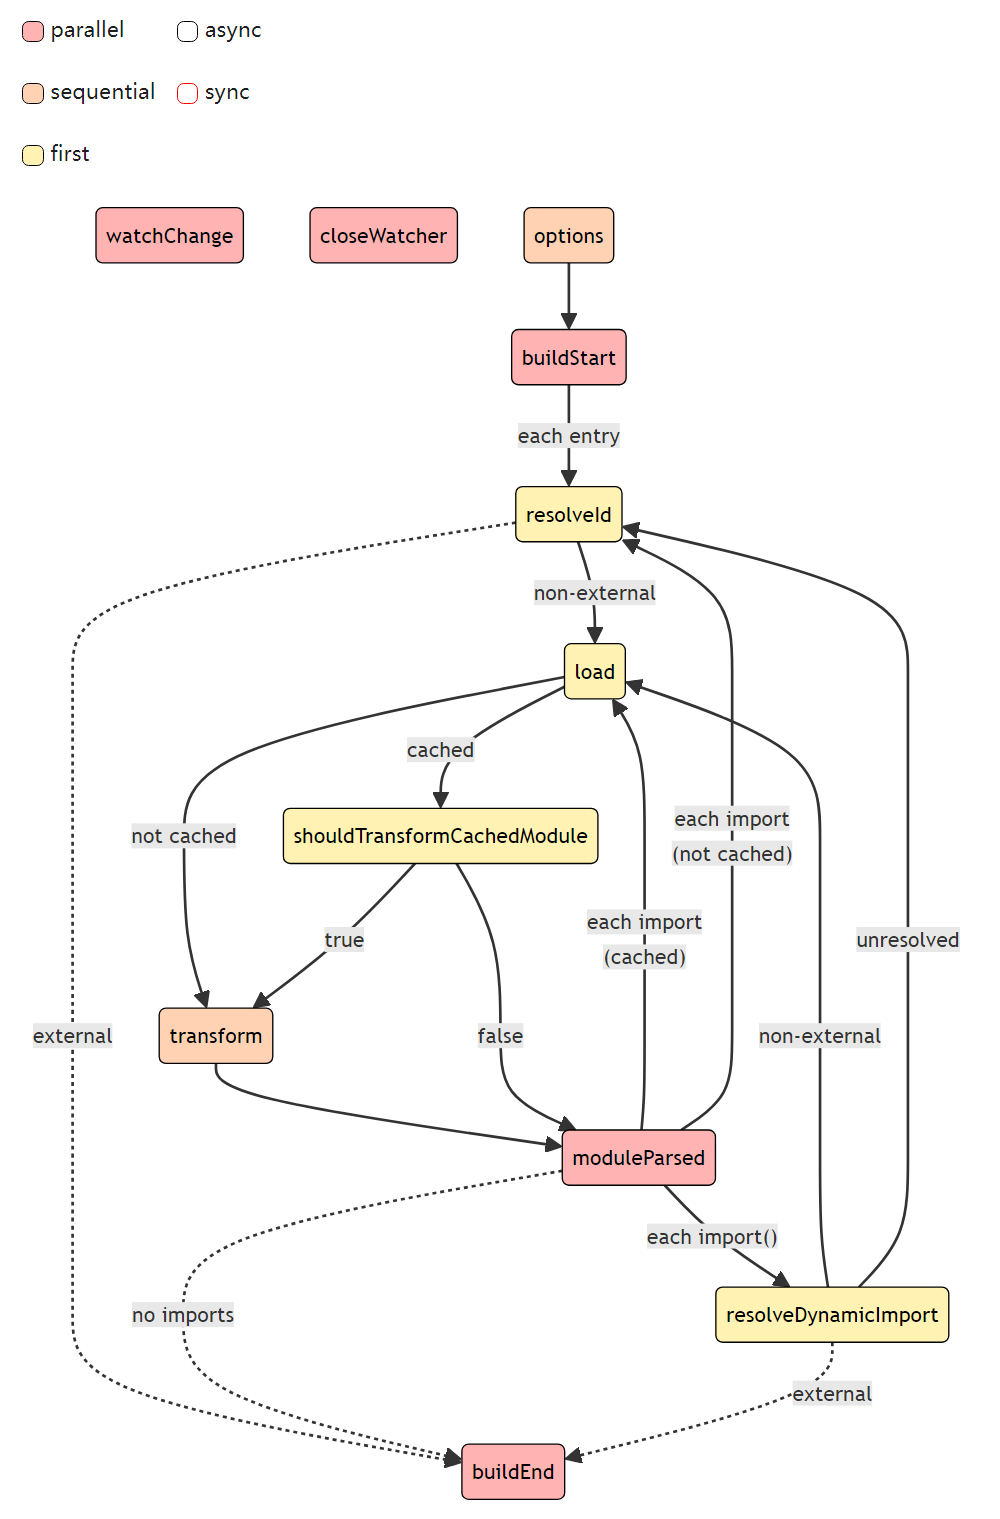 parallel
async
sequential
sync
first
watchChange
closeWatcher
options
buildStart
each entry
resolveId
non-external
load
cached
not cached
shouldTransformCachedModule
each import
(not cached)
each import
(cached)
true
unresolved
external
transform
false
non-external
moduleParsed
each import()
no imports
resolveDynamicImport
external
buildEnd